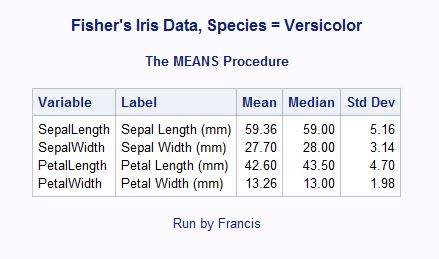 Fisher's Iris Data, Species = Versicolor
The MEANS Procedure
Variable Label Mean Median Std Dev
SepalLength Sepal Length (mm) 59.36 59.00 5.16
SepalWidth Sepal Width (mm) 27.70 28.00 3.14
PetalLength Petal Length (mm) 42.60 43.50 4.70
PetalWidth Petal Width (mm) 13.26 13.00 1.98
Run by Francis